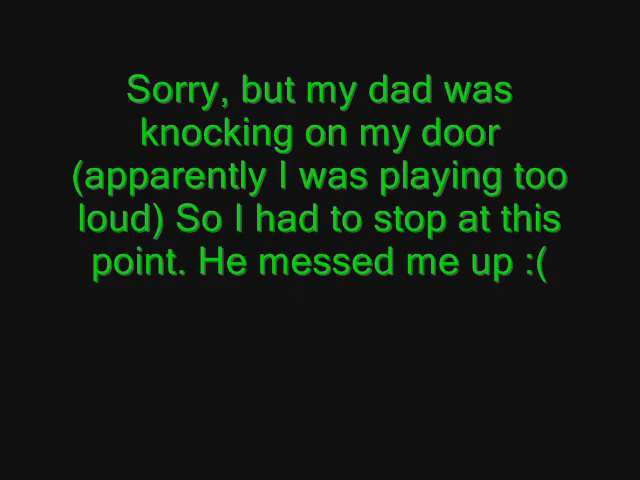 Sorry, but my dad was
knocking on my door
(apparently I was playing too
loud) So I had to stop at this
point. He messed me up :(